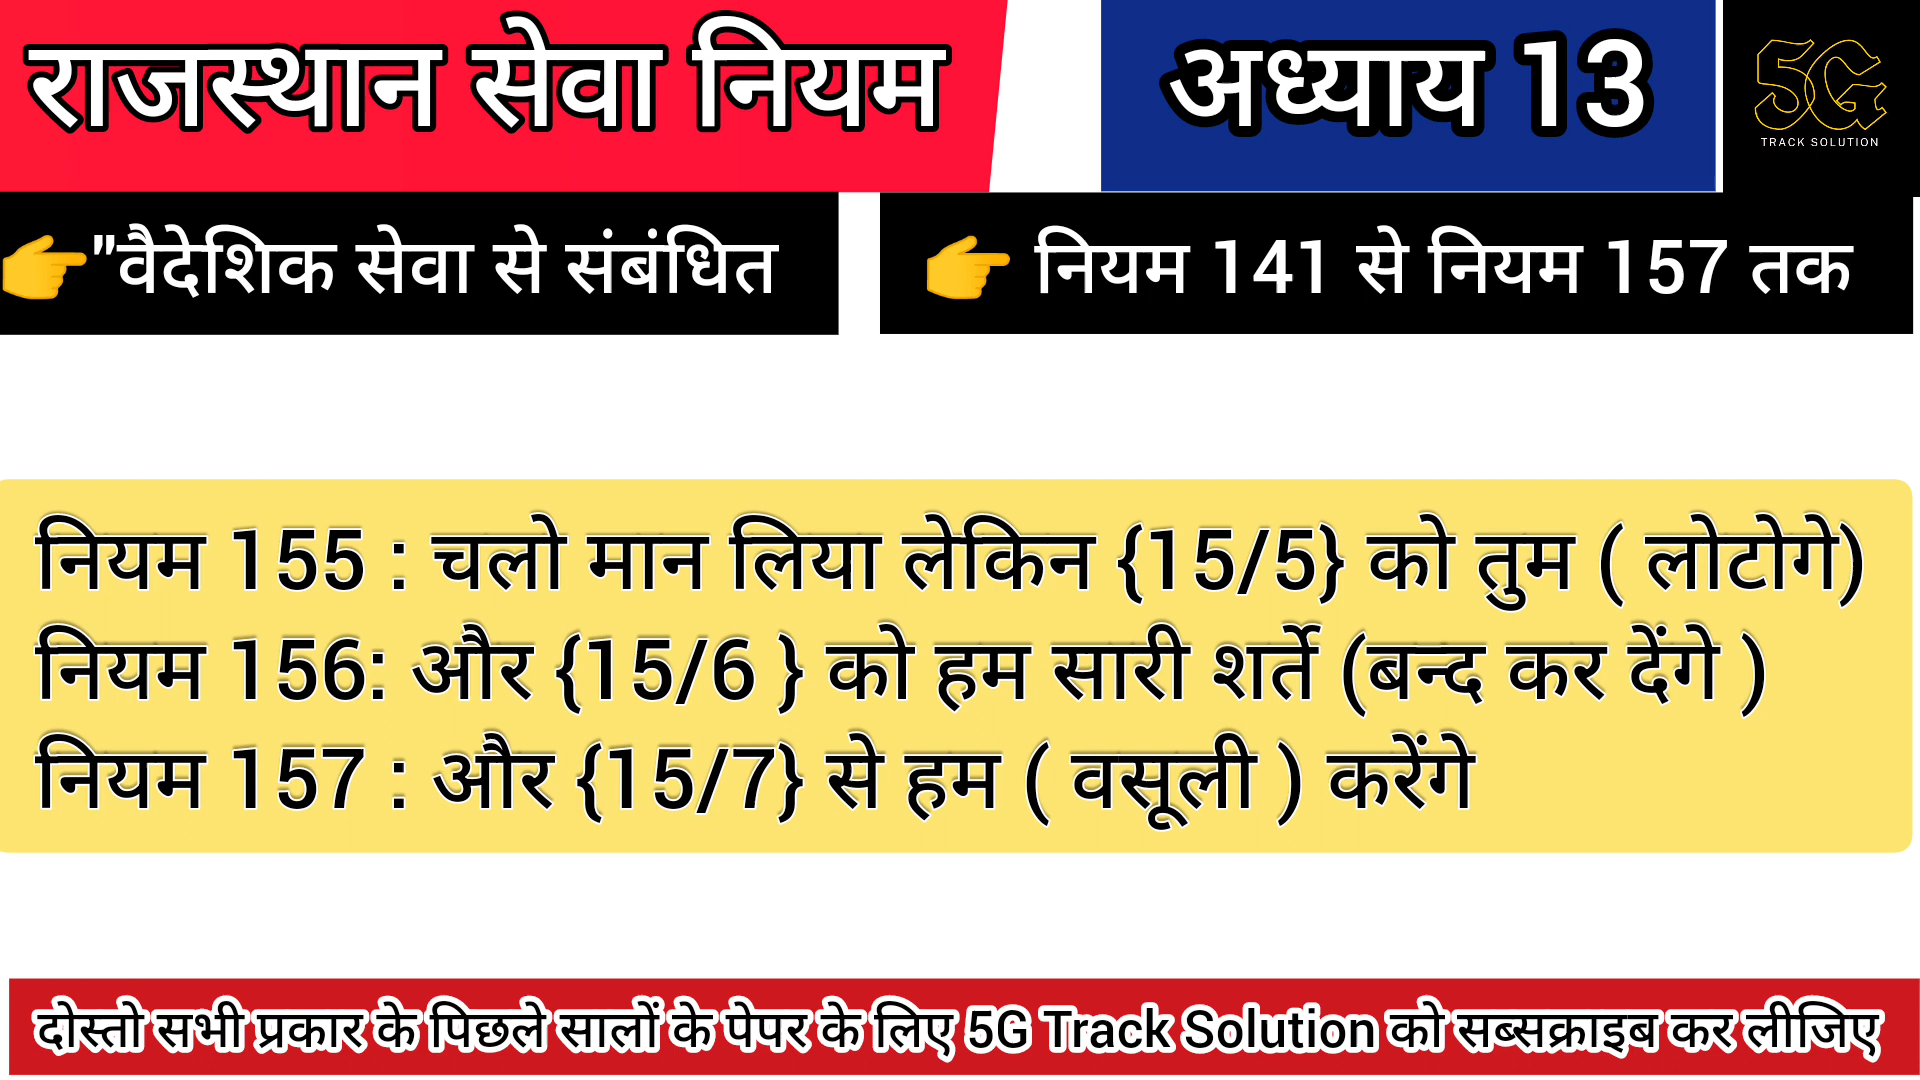 राजस्थान सेवा नियम
अध्याय 13
5G
TRACK SOLUTION
👉"वैदेशिक सेवा से संबंधित
👉 नियम 141 से नियम 157 तक
नियम 155 : चलो मान लिया लेकिन {15/5} को तुम ( लोटोगे)
नियम 156: और {15/6 } को हम सारी शर्ते (बन्द कर देंगे )
नियम 157 : और {15/7} से हम ( वसूली ) करेंगे
दोस्तो सभी प्रकार के पिछले सालों के पेपर के लिए 5G Track Solution को सब्सक्राइब कर लीजिए